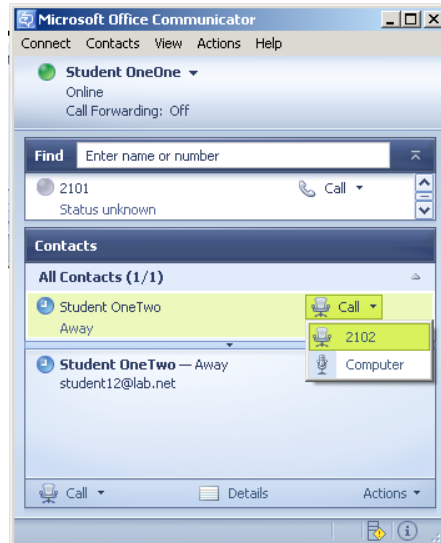 Microsoft Office Communicator
Connect Contacts View Actions Help
Student OneOne
Online
Call Forwarding: Off
Find Enter name or number
2101 Call
Status unknown
Contacts
All Contacts (1/1)
Student OneTwo Call
Away 2102
Computer
Student OneTwo — Away
student12@lab.net
Call Details Actions